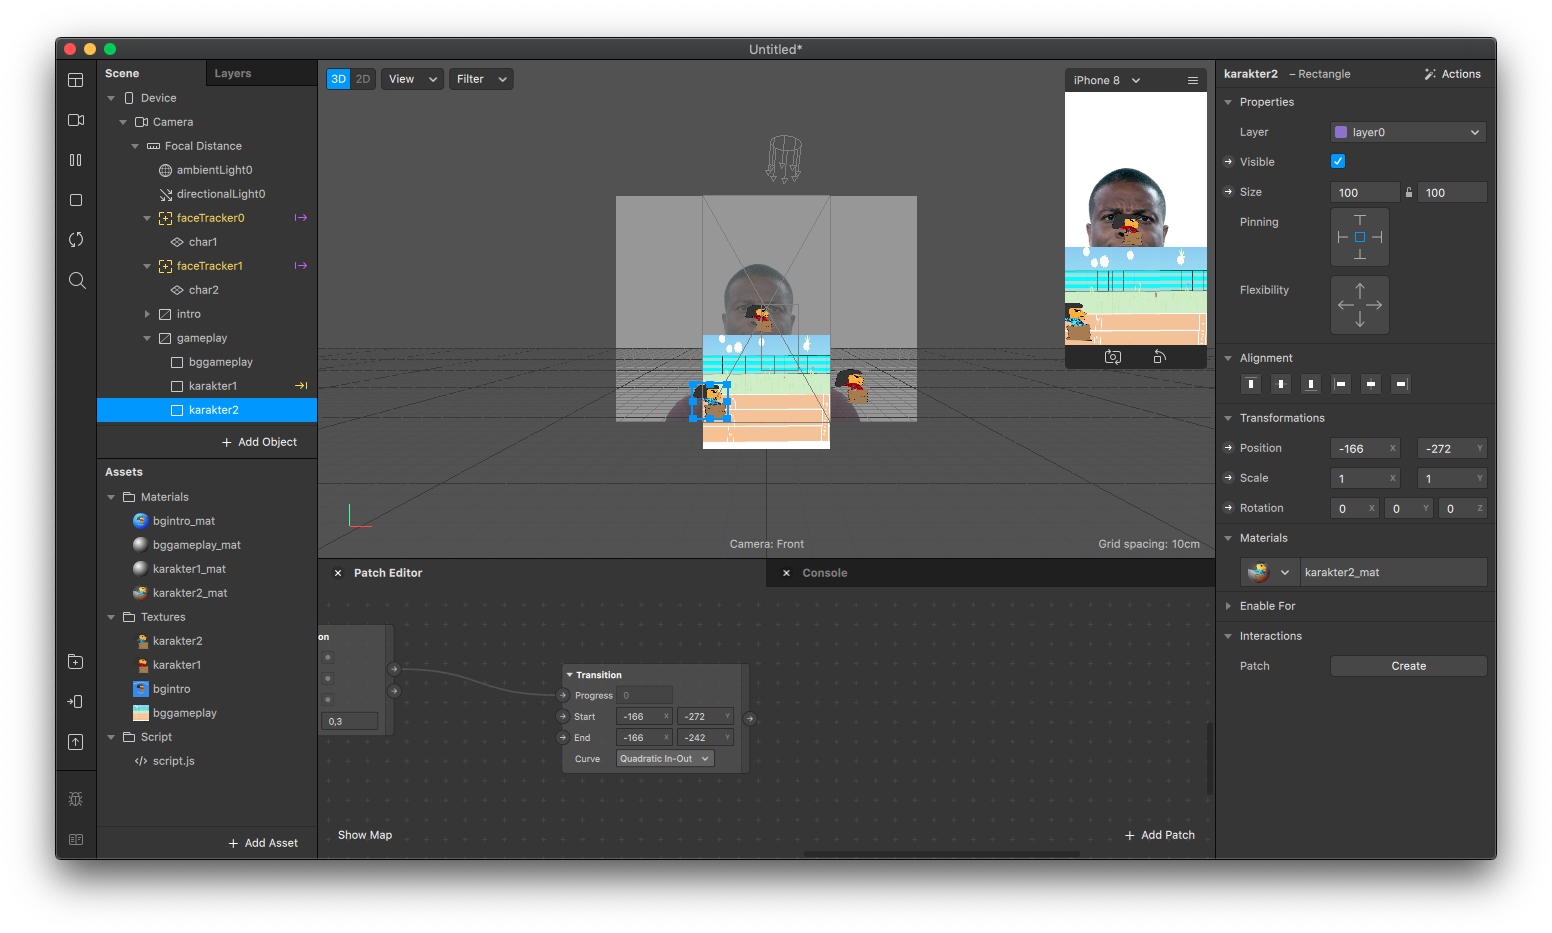 Untitled*
Scene
Layers
Device
Camera
Focal Distance
ambientLight0
directionalLight0
faceTracker0
char1
faceTracker1
char2
intro
gameplay
bggameplay
karakter1
karakter2
+ Add Object
Assets
Materials
bgintro_mat
bggameplay_mat
karakter1_mat
karakter2_mat
Textures
karakter2
karakter1
bgintro
bggameplay
Script
script.js
+ Add Asset
3D 2D
View
Filter
iPhone 8
Camera: Front
Grid spacing: 10cm
Patch Editor
Console
on
0,3
Transition
Progress 0
Start -166 X -272 Y
End -166 X -242 Y
Curve Quadratic In-Out
Show Map
+ Add Patch
karakter2 – Rectangle
Actions
Properties
Layer layer0
Visible
Size 100 100
Pinning
Flexibility
Alignment
Transformations
Position -166 X -272 Y
Scale 1 X 1 Y
Rotation 0 X 0 Y 0 Z
Materials
karakter2_mat
Enable For
Interactions
Patch Create